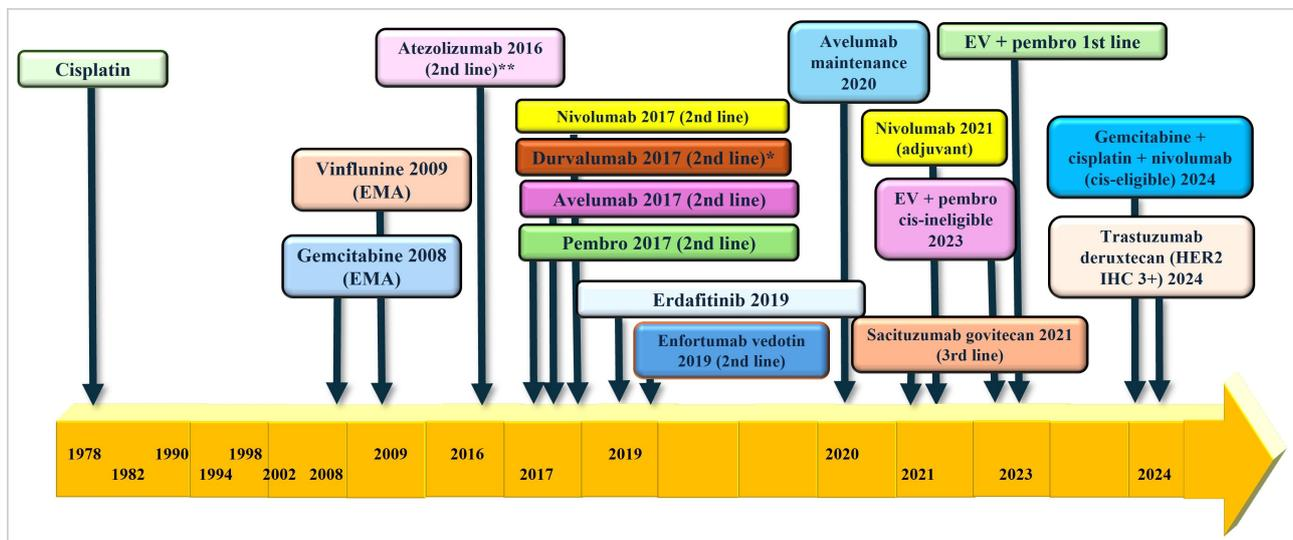 Cisplatin
Atezolizumab 2016
(2nd line)**
Vinflunine 2009
(EMA)
Gemcitabine 2008
(EMA)
Nivolumab 2017 (2nd line)
Durvalumab 2017 (2nd line)*
Avelumab 2017 (2nd line)
Pembro 2017 (2nd line)
Erdafitinib 2019
Enfortumab vedotin
2019 (2nd line)
Avelumab
maintenance
2020
EV + pembro 1st line
Nivolumab 2021
(adjuvant)
EV + pembro
cis-ineligible
2023
Sacituzumab govitecan 2021
(3rd line)
Gemcitabine +
cisplatin + nivolumab
(cis-eligible) 2024
Trastuzumab
deruxtecan (HER2
IHC 3+) 2024
1978
1982
1990
1994
1998
2002
2008
2009
2016
2017
2019
2020
2021
2023
2024